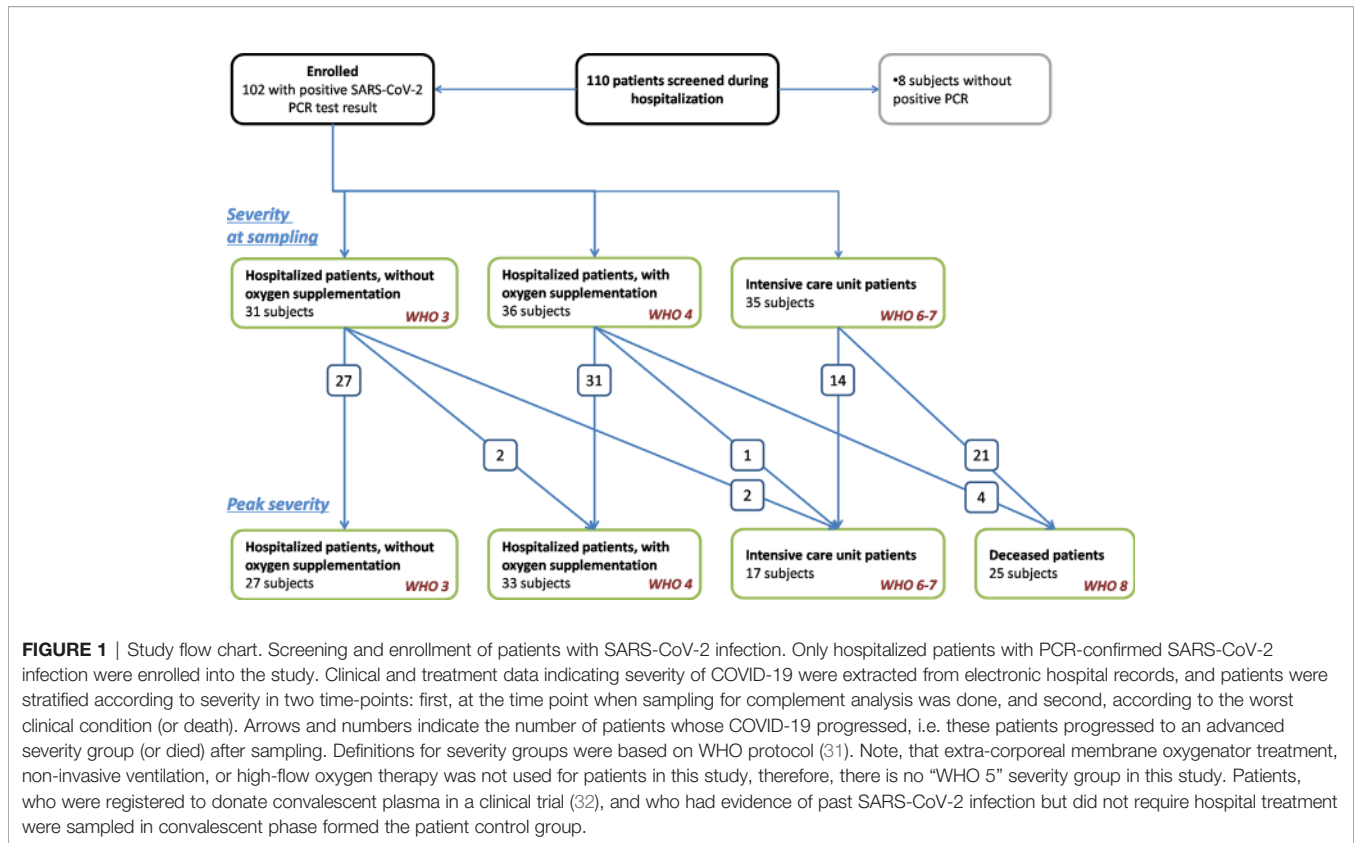 Enrolled
102 with positive SARS-CoV-2
PCR test result
110 patients screened during
hospitalization
•8 subjects without
positive PCR
Severity
at sampling
Hospitalized patients, without
oxygen supplementation
31 subjects
WHO 3
Hospitalized patients, with
oxygen supplementation
36 subjects
WHO 4
Intensive care unit patients
35 subjects
WHO 6-7
27
31
14
2
1
21
2
4
Peak severity
Hospitalized patients, without
oxygen supplementation
27 subjects
WHO 3
Hospitalized patients, with
oxygen supplementation
33 subjects
WHO 4
Intensive care unit patients
17 subjects
WHO 6-7
Deceased patients
25 subjects
WHO 8
FIGURE 1 | Study flow chart. Screening and enrollment of patients with SARS-CoV-2 infection. Only hospitalized patients with PCR-confirmed SARS-CoV-2
infection were enrolled into the study. Clinical and treatment data indicating severity of COVID-19 were extracted from electronic hospital records, and patients were
stratified according to severity in two time-points: first, at the time point when sampling for complement analysis was done, and second, according to the worst
clinical condition (or death). Arrows and numbers indicate the number of patients whose COVID-19 progressed, i.e. these patients progressed to an advanced
severity group (or died) after sampling. Definitions for severity groups were based on WHO protocol (31). Note, that extra-corporeal membrane oxygenator treatment,
non-invasive ventilation, or high-flow oxygen therapy was not used for patients in this study, therefore, there is no “WHO 5” severity group in this study. Patients,
who were registered to donate convalescent plasma in a clinical trial (32), and who had evidence of past SARS-CoV-2 infection but did not require hospital treatment
were sampled in convalescent phase formed the patient control group.